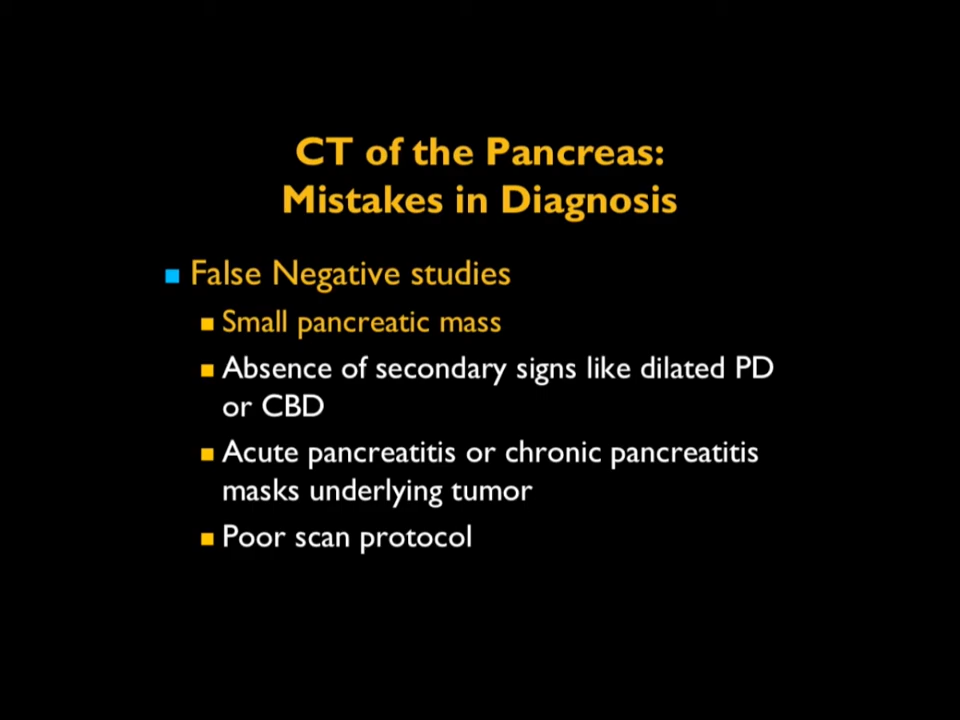 CT of the Pancreas:
Mistakes in Diagnosis
False Negative studies
Small pancreatic mass
Absence of secondary signs like dilated PD
or CBD
Acute pancreatitis or chronic pancreatitis
masks underlying tumor
Poor scan protocol